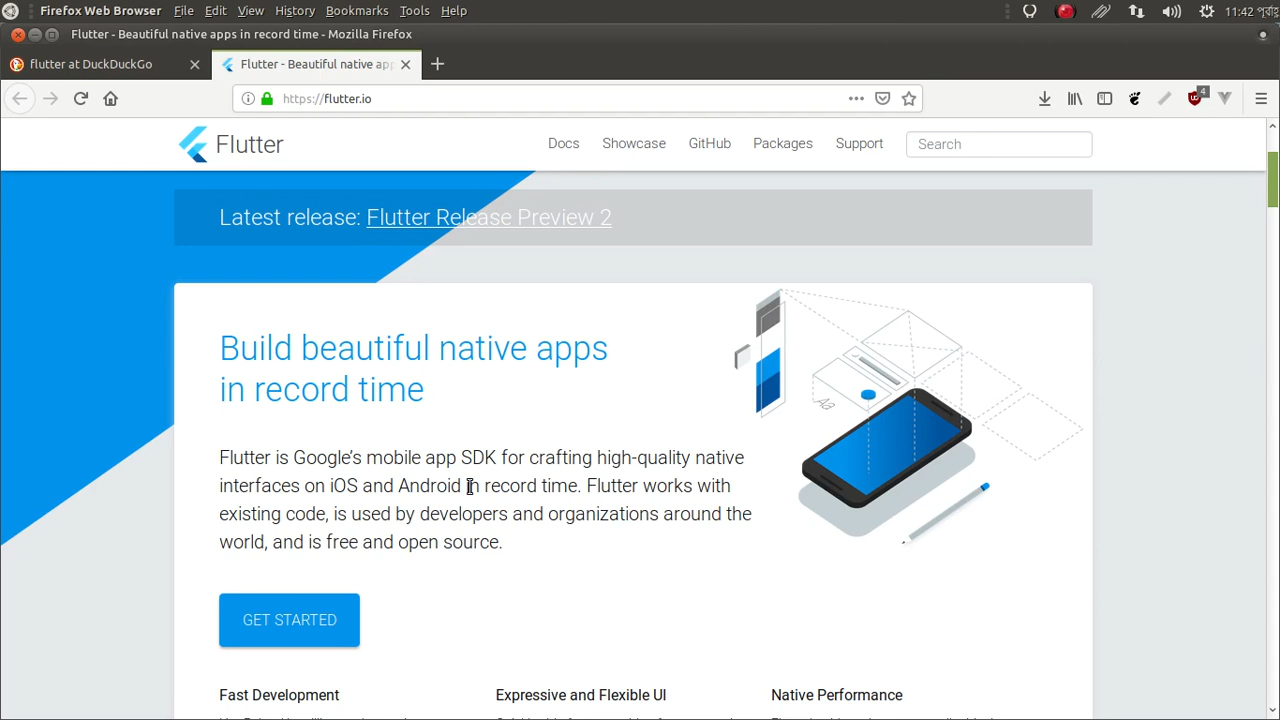 Firefox Web Browser File Edit View History Bookmarks Tools Help 11:42
Flutter - Beautiful native apps in record time - Mozilla Firefox
flutter at DuckDuckGo Flutter - Beautiful native app
https://flutter.io 4
Flutter Docs Showcase GitHub Packages Support Search
Latest release: Flutter Release Preview 2
Build beautiful native apps
in record time
Aa
Flutter is Google's mobile app SDK for crafting high-quality native
interfaces on iOS and Android in record time. Flutter works with
existing code, is used by developers and organizations around the
world, and is free and open source.
GET STARTED
Fast Development Expressive and Flexible UI Native Performance